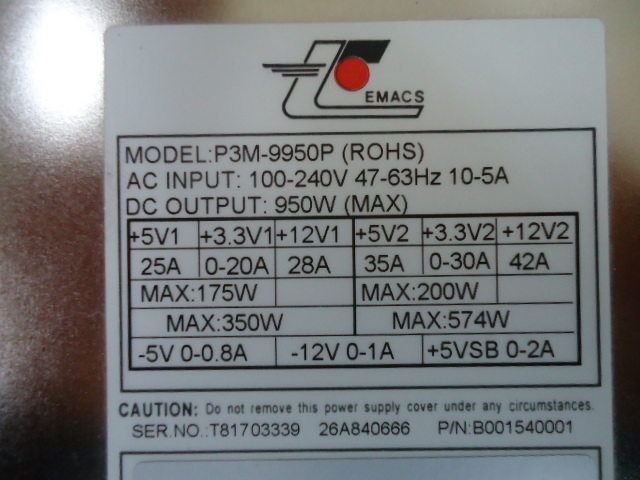 EMACS
MODEL:P3M-9950P (ROHS)
AC INPUT: 100-240V 47-63Hz 10-5A
DC OUTPUT: 950W (MAX)
+5V1 +3.3V1 +12V1 +5V2 +3.3V2 +12V2
25A 0-20A 28A 35A 0-30A 42A
MAX:175W MAX:200W
MAX:350W MAX:574W
-5V 0-0.8A -12V 0-1A +5VSB 0-2A
CAUTION: Do not remove this power supply cover under any circumstances.
SER.NO.:T81703339 26A840666 P/N:B001540001